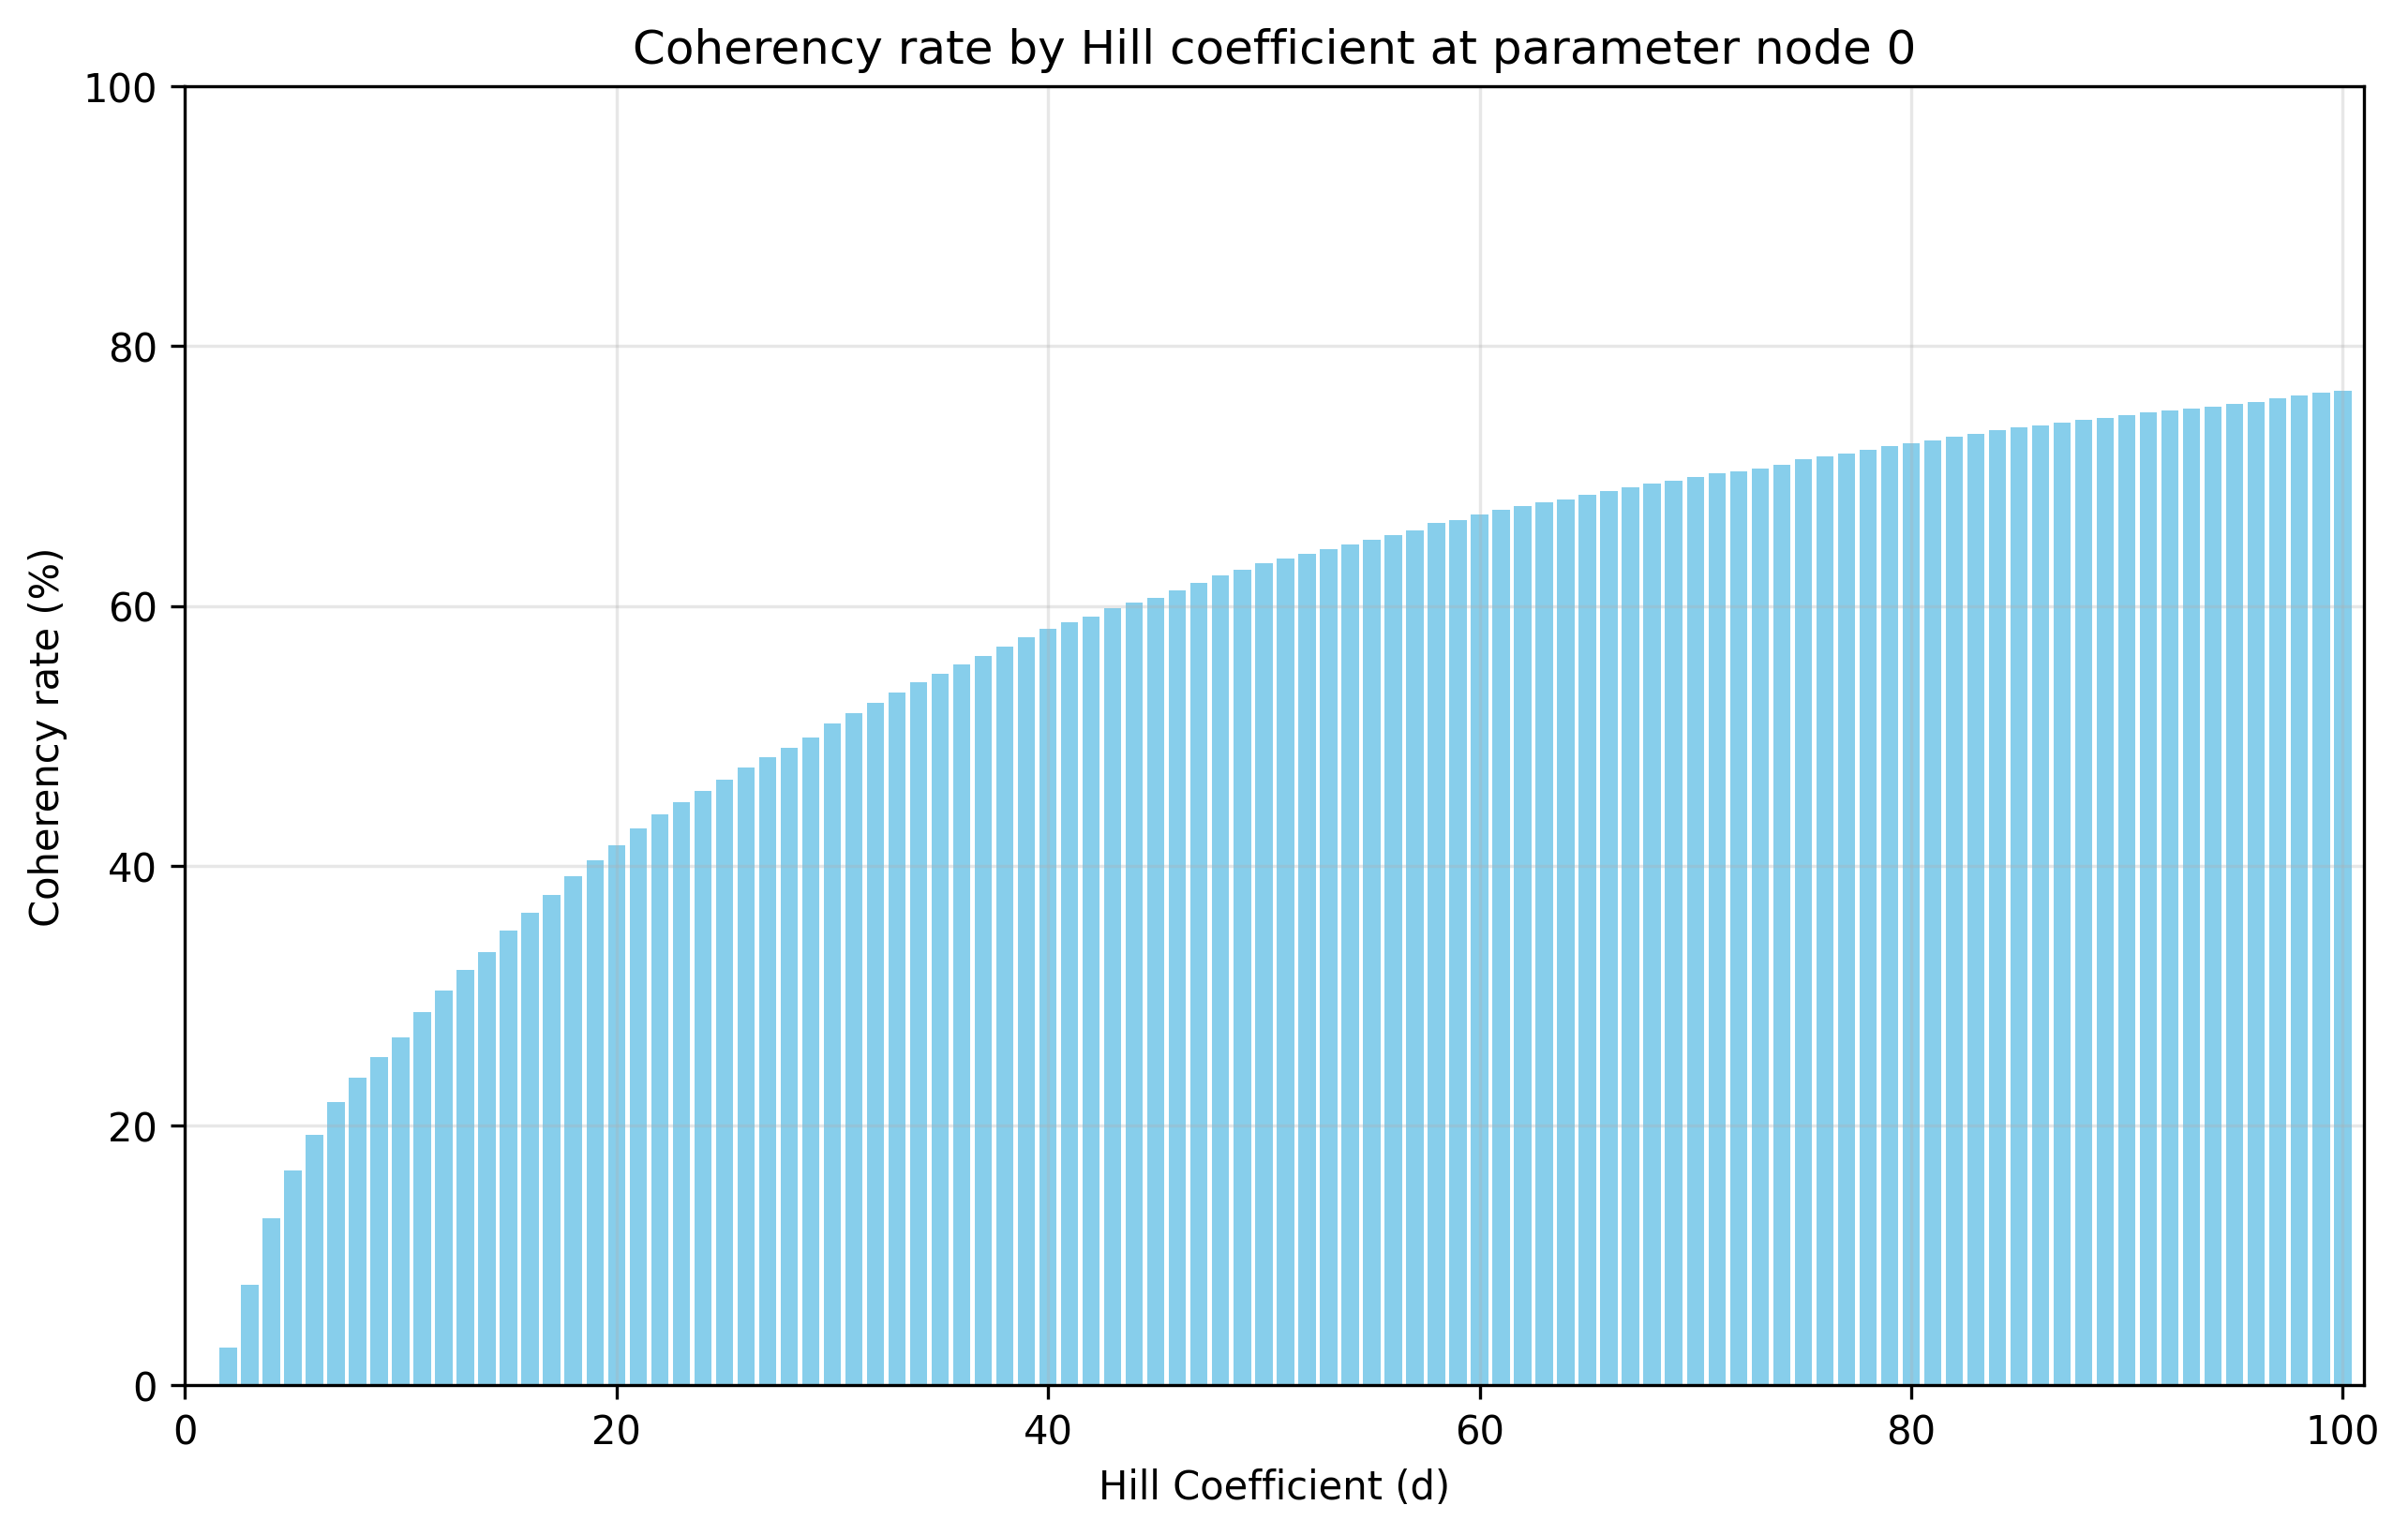 Coherency rate by Hill coefficient at parameter node 0
100
80
60
40
20
0
Coherency rate (%)
0 20 40 60 80 100
Hill Coefficient (d)